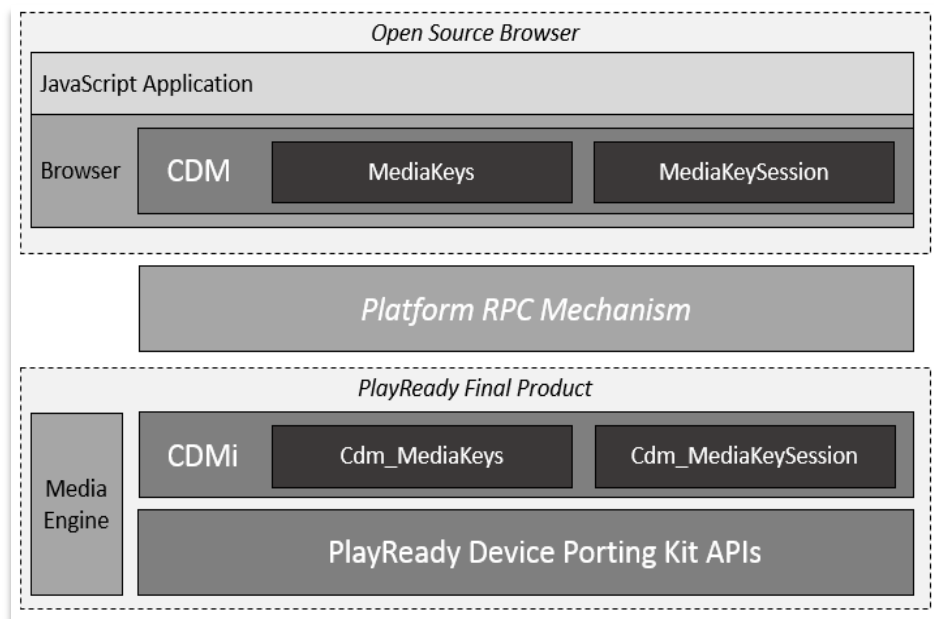 Open Source Browser
JavaScript Application
Browser
CDM
MediaKeys
MediaKeySession
Platform RPC Mechanism
PlayReady Final Product
Media
Engine
CDMi
Cdm_MediaKeys
Cdm_MediaKeySession
PlayReady Device Porting Kit APIs